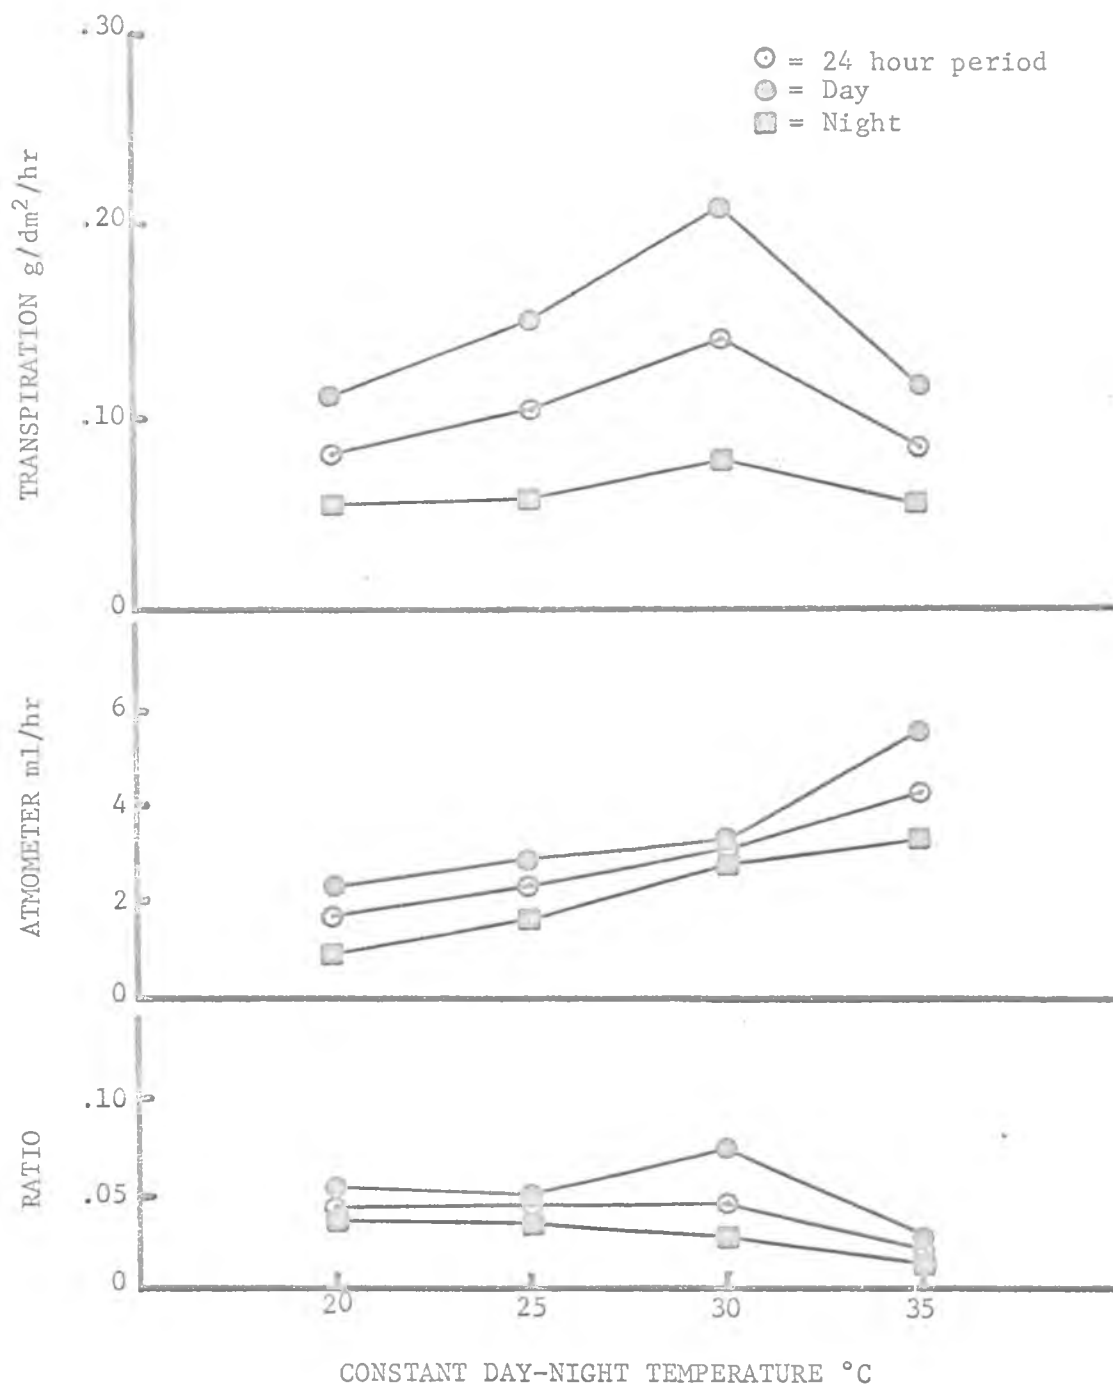 .30
⊙ = 24 hour period
● = Day
■ = Night
TRANSPIRATION g/dm²/hr
.20
.10
0
ATMOMETER ml/hr
6
4
2
0
RATIO
.10
.05
0
20 25 30 35
CONSTANT DAY-NIGHT TEMPERATURE °C